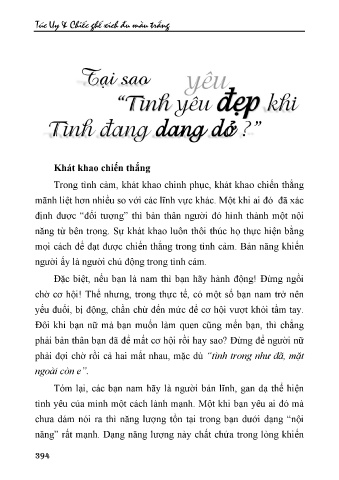 Túc Uy & Chiếc ghế xích đu màu trắng
Tại sao
yêu
“Tình yêu đẹp khi
Tình đang dang dở ?”
Khát khao chiến thắng
Trong tình cảm, khát khao chinh phục, khát khao chiến thắng
mãnh liệt hơn nhiều so với các lĩnh vực khác. Một khi ai đó đã xác
định được “đối tượng” thì bản thân người đó hình thành một nội
năng từ bên trong. Sự khát khao luôn thôi thúc họ thực hiện bằng
mọi cách để đạt được chiến thắng trong tình cảm. Bản năng khiến
người ấy là người chủ động trong tình cảm.
Đặc biệt, nếu bạn là nam thì bạn hãy hành động! Đừng ngồi
chờ cơ hội! Thế nhưng, trong thực tế, có một số bạn nam trở nên
yếu đuối, bị động, chần chừ đến mức để cơ hội vượt khỏi tầm tay.
Đôi khi bạn nữ mà bạn muốn làm quen cũng mến bạn, thì chẳng
phải bản thân bạn đã để mất cơ hội rồi hay sao? Đừng để người nữ
phải đợi chờ rồi cả hai mất nhau, mặc dù “tình trong như đã, mặt
ngoài còn e”.
Tóm lại, các bạn nam hãy là người bản lĩnh, gan dạ thể hiện
tình yêu của mình một cách lành mạnh. Một khi bạn yêu ai đó mà
chưa dám nói ra thì năng lượng tồn tại trong bạn dưới dạng “nội
năng” rất mạnh. Dạng năng lượng này chất chứa trong lòng khiến
394